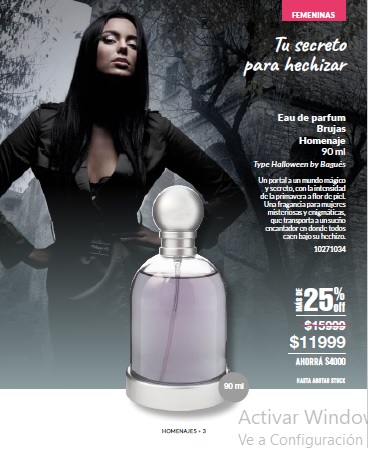 FEMENINAS
Tu secreto
para hechizar
Eau de parfum
Brujas
Homenaje
90 ml
Type Halloween by Bagués
Un portal a un mundo mágico
y secreto, con la intensidad
de la primavera a flor de piel.
Una fragancia para mujeres
misteriosas y enigmáticas,
que transporta a un sueño
encantador en donde todos
caen bajo su hechizo.
10271034
MÁS DE
25% off
$15999
$11999
AHORRÁ $4000
HASTA AGOTAR STOCK
90 ml
HOMENAJES • 3
Activar Window
Ve a Configuración